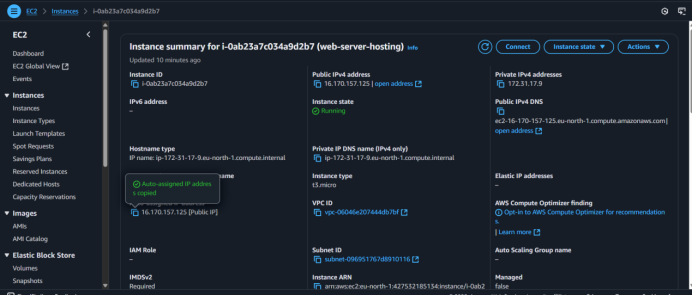 EC2 > Instances > i-0ab23a7c034a9d2b7
EC2
Dashboard
EC2 Global View
Events
Instances
Instances
Instance Types
Launch Templates
Spot Requests
Savings Plans
Reserved Instances
Dedicated Hosts
Capacity Reservations
Images
AMIs
AMI Catalog
Elastic Block Store
Volumes
Snapshots
Instance summary for i-0ab23a7c034a9d2b7 (web-server-hosting) Info
Connect
Instance state
Actions
Updated 10 minutes ago
Instance ID
i-0ab23a7c034a9d2b7
Public IPv4 address
16.170.157.125 | open address
Private IPv4 addresses
172.31.17.9
IPv6 address
–
Instance state
Running
Public IPv4 DNS
ec2-16-170-157-125.eu-north-1.compute.amazonaws.com |
open address
Hostname type
IP name: ip-172-31-17-9.eu-north-1.compute.internal
Private IP DNS name (IPv4 only)
ip-172-31-17-9.eu-north-1.compute.internal
Auto-assigned IP addres
s copied
name
Instance type
t3.micro
Elastic IP addresses
–
16.170.157.125 [Public IP]
VPC ID
vpc-06046e207444db7bf
AWS Compute Optimizer finding
Opt-in to AWS Compute Optimizer for recommendation
s.
| Learn more
IAM Role
–
Subnet ID
subnet-096951767d8910116
Auto Scaling Group name
–
IMDSv2
Required
Instance ARN
arn:aws:ec2:eu-north-1:427532185134:instance/i-0ab2
Managed
false